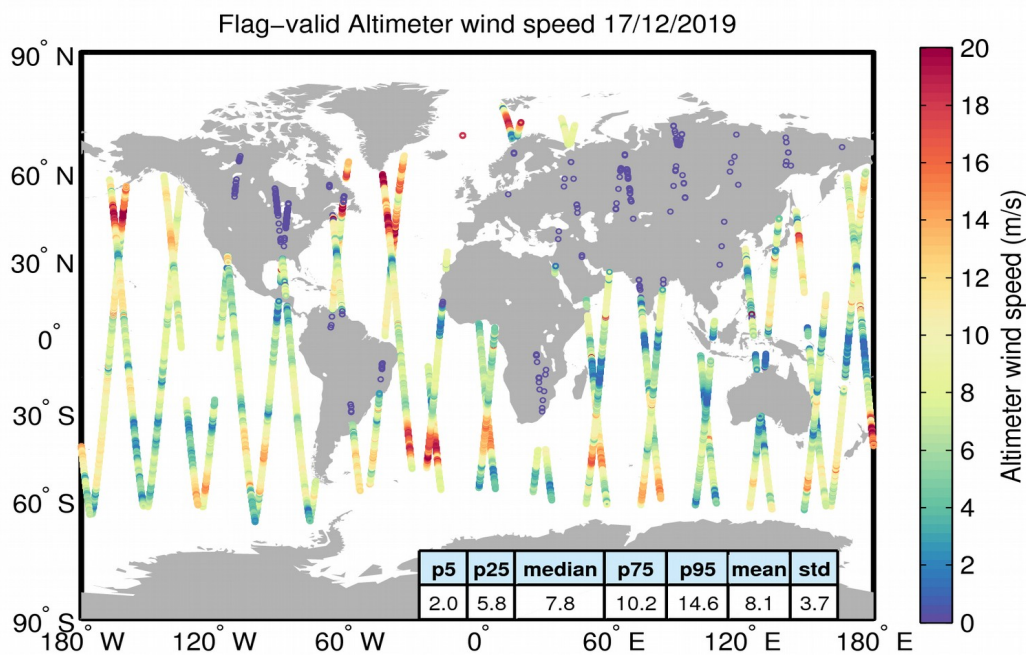 Flag−valid Altimeter wind speed 17/12/2019
90° N
60° N
30° N
0°
30° S
60° S
90° S
180° W
120° W
60° W
0°
60° E
120° E
180° E
p5 p25 median p75 p95 mean std
2.0 5.8 7.8 10.2 14.6 8.1 3.7
20
18
16
14
12
10
8
6
4
2
0
Altimeter wind speed (m/s)